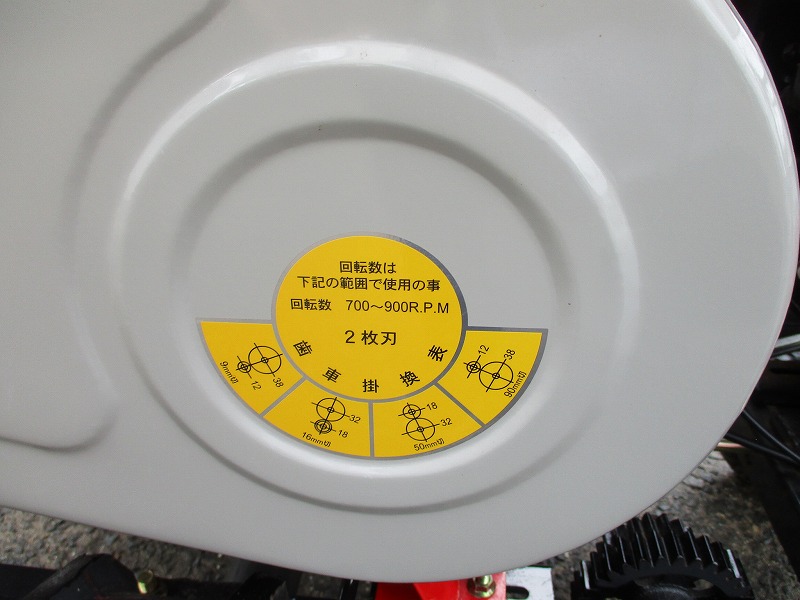 回転数は
下記の範囲で使用の事
回転数 700～900R.P.M
2枚刃
歯車掛換表
38
12
9mm切
32
18
16mm切
18
32
50mm切
12
38
90mm切